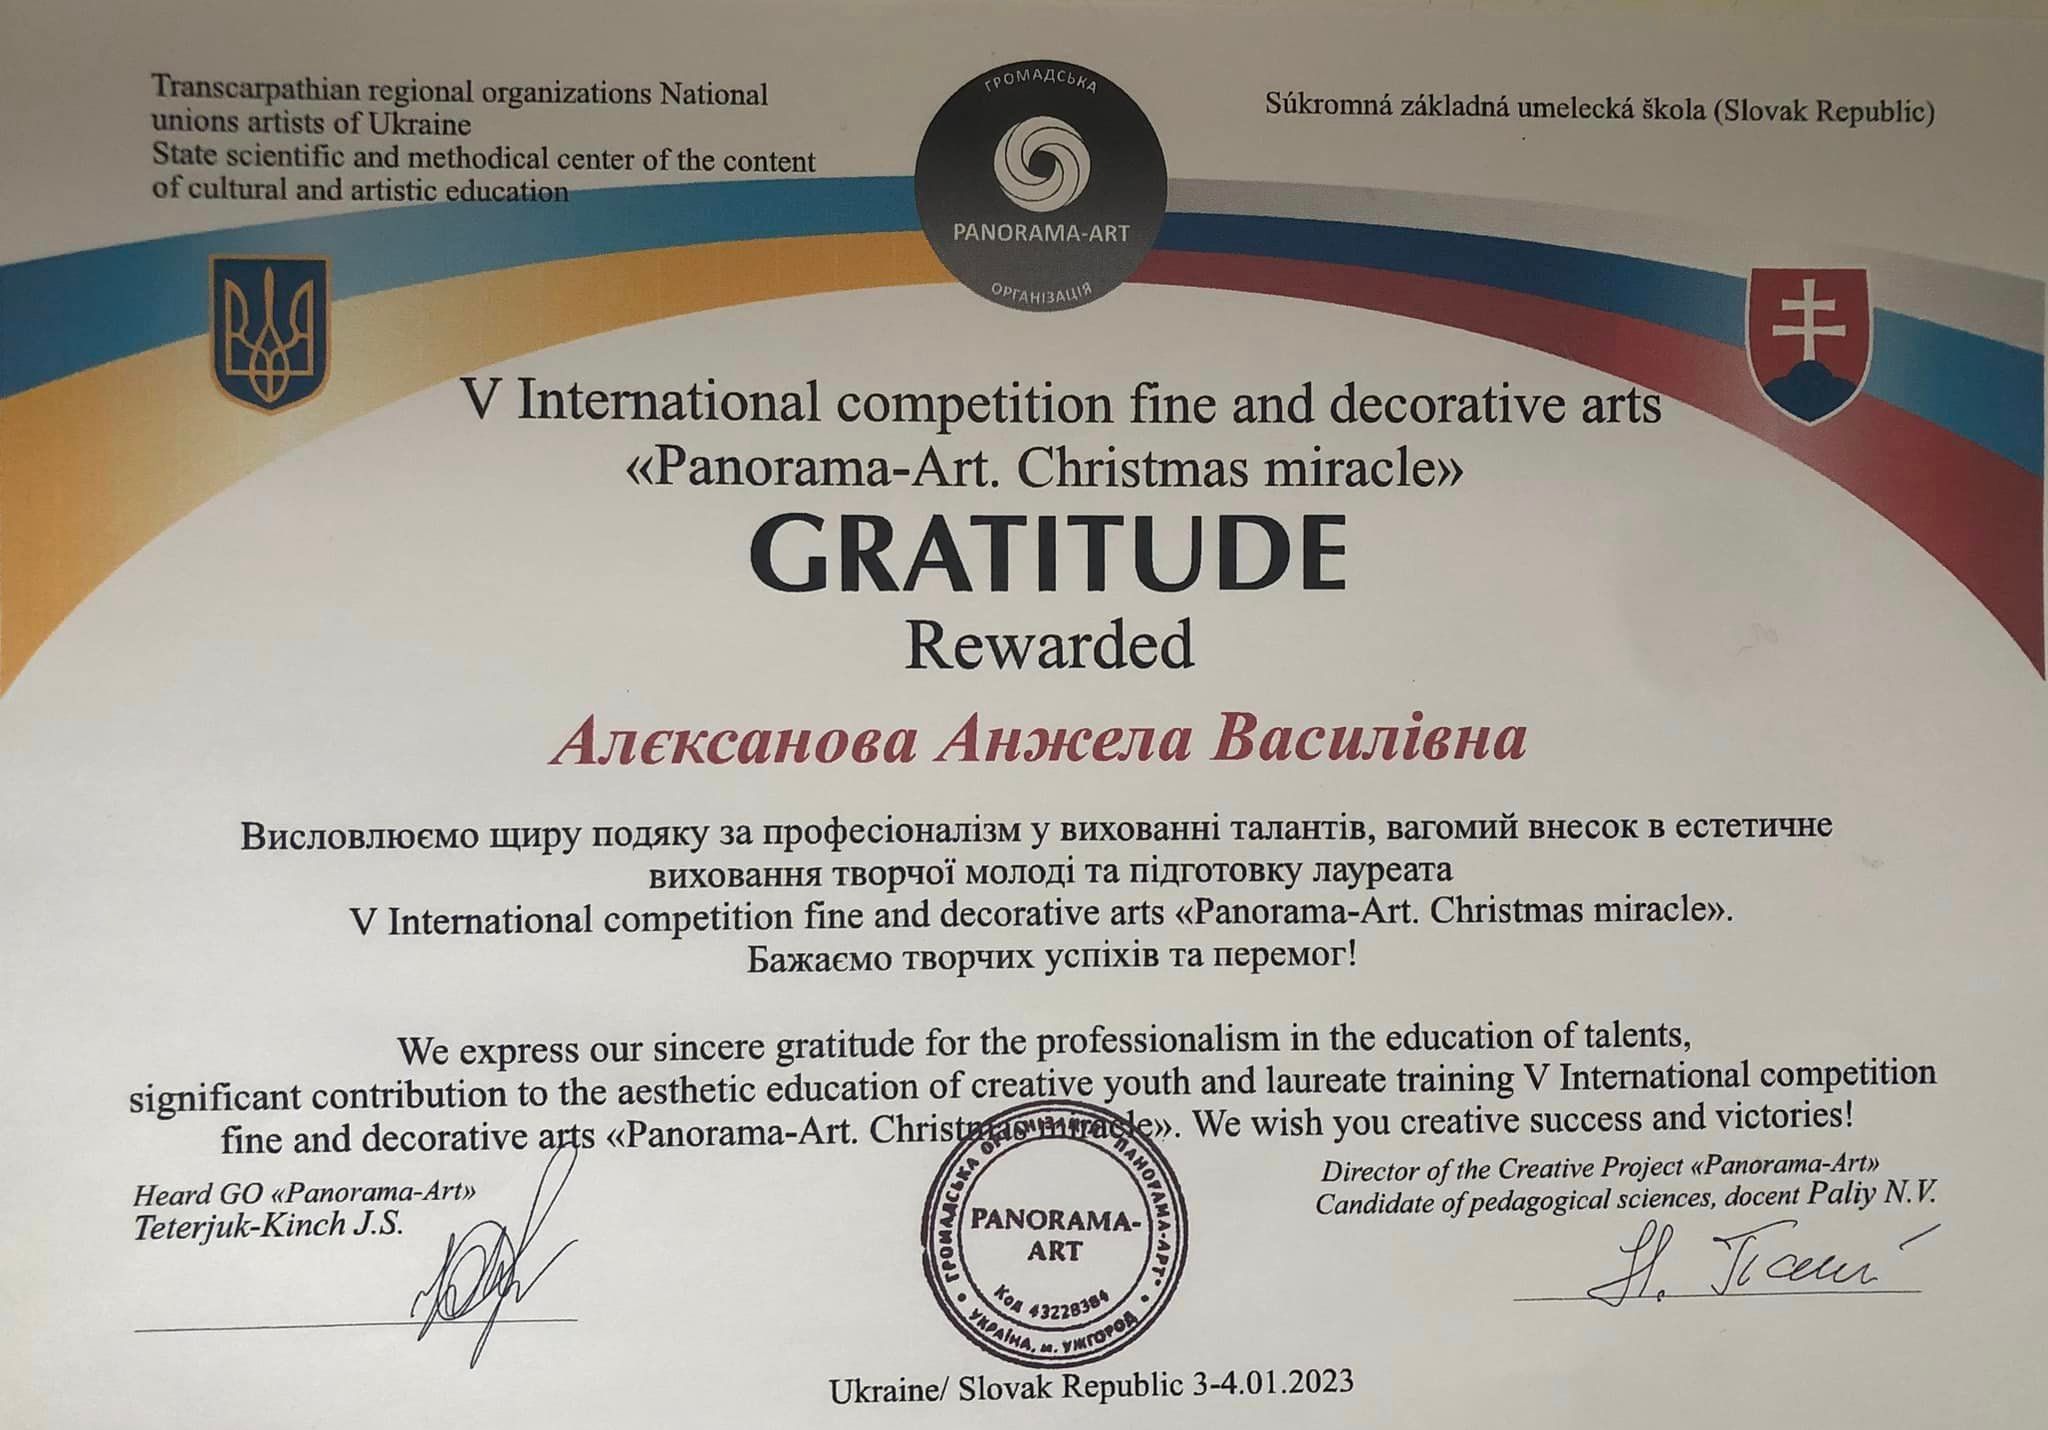 Transcarpathian regional organizations National
unions artists of Ukraine
State scientific and methodical center of the content
of cultural and artistic education
ГРОМАДСЬКА
PANORAMA-ART
ОРГАНІЗАЦІЯ
Súkromná základná umelecká škola (Slovak Republic)
V International competition fine and decorative arts
«Panorama-Art. Christmas miracle»
GRATITUDE
Rewarded
Алєксанова Анжела Василівна
Висловлюємо щиру подяку за професіоналізм у вихованні талантів, вагомий внесок в естетичне
виховання творчої молоді та підготовку лауреата
V International competition fine and decorative arts «Panorama-Art. Christmas miracle».
Бажаємо творчих успіхів та перемог!
We express our sincere gratitude for the professionalism in the education of talents,
significant contribution to the aesthetic education of creative youth and laureate training V International competition
fine and decorative arts «Panorama-Art. Christmas miracle». We wish you creative success and victories!
Heard GO «Panorama-Art»
Teterjuk-Kinch J.S.
Director of the Creative Project «Panorama-Art»
Candidate of pedagogical sciences, docent Paliy N.V.
ГРОМАДСЬКА ОРГАНІЗАЦІЯ "ПАНОРАМА-АРТ"
PANORAMA-
ART
Код 43228384
УКРАЇНА, м. УЖГОРОД
Ukraine/ Slovak Republic 3-4.01.2023